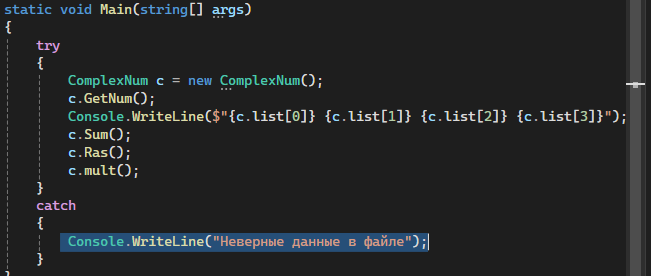 static void Main(string[] args)
{
try
{
ComplexNum c = new ComplexNum();
c.GetNum();
Console.WriteLine($"{c.list[0]} {c.list[1]} {c.list[2]} {c.list[3]}");
c.Sum();
c.Ras();
c.mult();
}
catch
{
Console.WriteLine("Неверные данные в файле");
}
}